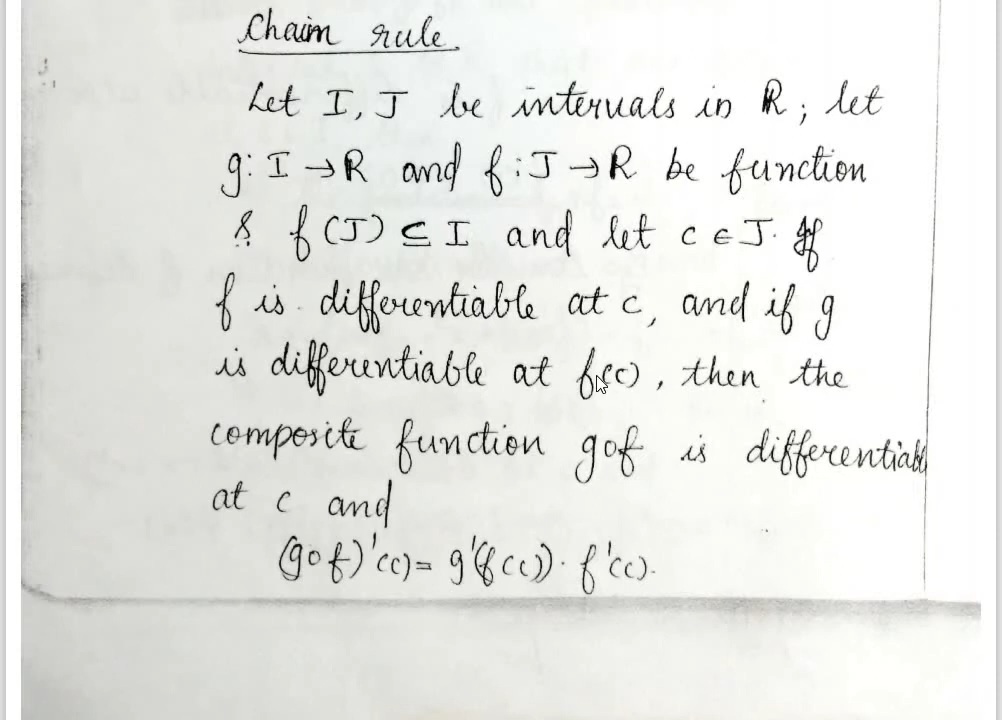 Chain rule.
Let I, J be intervals in R; let
g: I → R and f: J → R be function
& f(J) ⊆ I and let c ∈ J. If
f is differentiable at c, and if g
is differentiable at f(c), then the
composite function gof is differentiabl
at c and
(gof)'(c) = g'(f(c)) · f'(c).